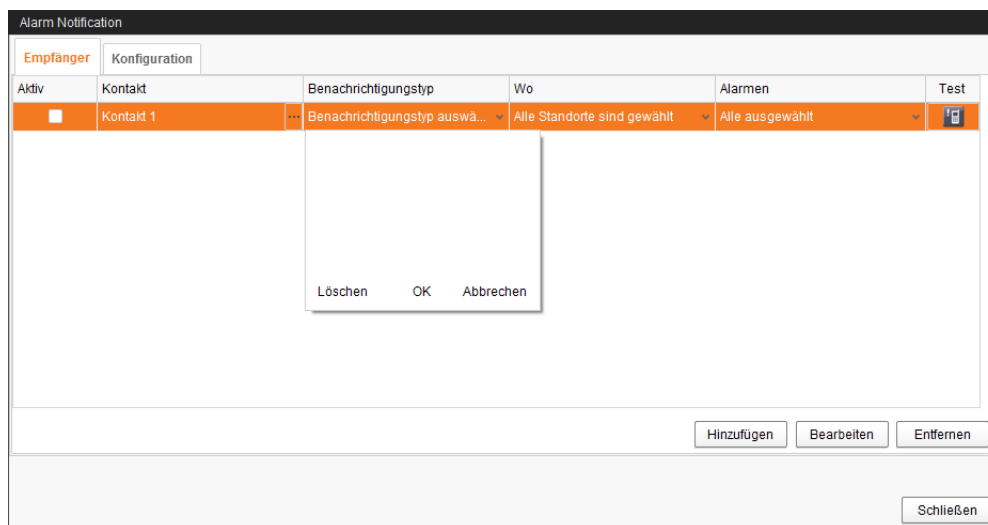 Alarm Notification
Empfänger Konfiguration
Aktiv Kontakt Benachrichtigungstyp Wo Alarmen Test
Kontakt 1 ... Benachrichtigungstyp auswä... Alle Standorte sind gewählt Alle ausgewählt
Löschen OK Abbrechen
Hinzufügen Bearbeiten Entfernen
Schließen